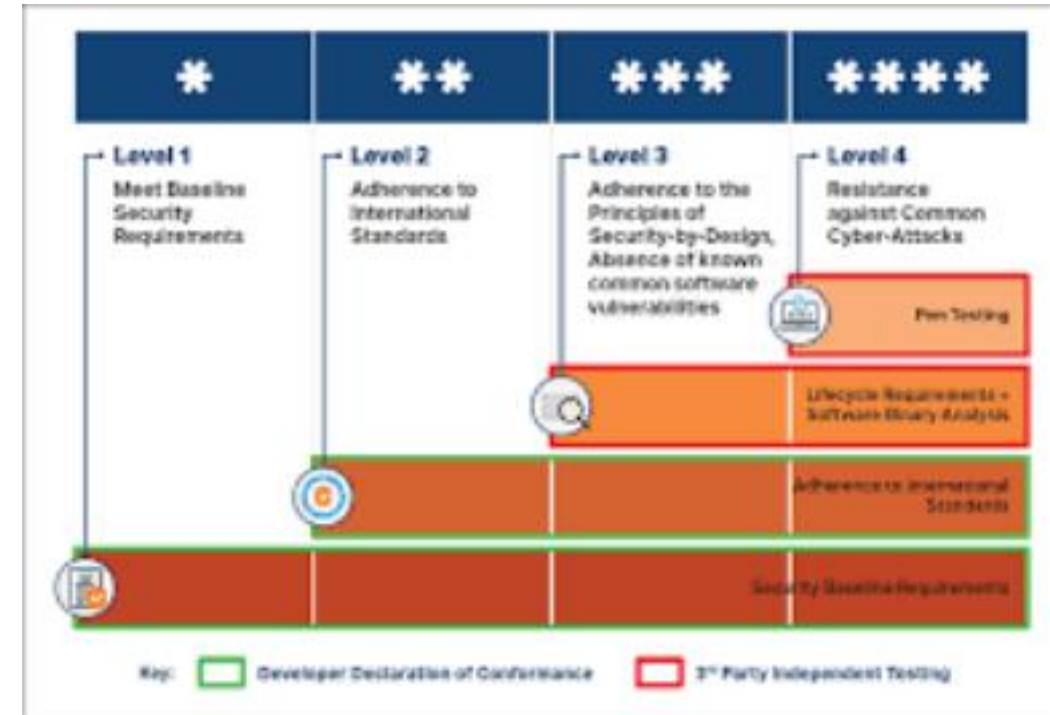 *
**
***
****
Level 1
Meet Baseline
Security
Requirements
Level 2
Adherence to
International
Standards
Level 3
Adherence to the
Principles of
Security-by-Design,
Absence of known
common software
vulnerabilities
Level 4
Resistance
against Common
Cyber-Attacks
Pen Testing
Lifecycle Requirements +
Software Binary Analysis
Adherence to International
Standards
Security Baseline Requirements
Key:
Developer Declaration of Conformance
3rd Party Independent Testing